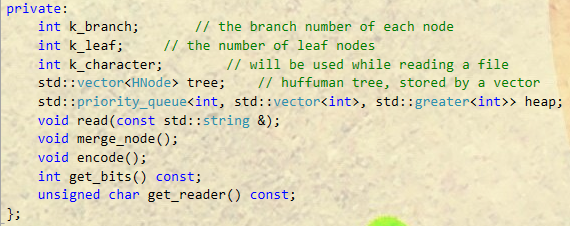 private:
    int k_branch;        // the branch number of each node
    int k_leaf;     // the number of leaf nodes
    int k_character;         // will be used while reading a file
    std::vector<HNode> tree;    // huffuman tree, stored by a vector
    std::priority_queue<int, std::vector<int>, std::greater<int>> heap;
    void read(const std::string &);
    void merge_node();
    void encode();
    int get_bits() const;
    unsigned char get_reader() const;
};